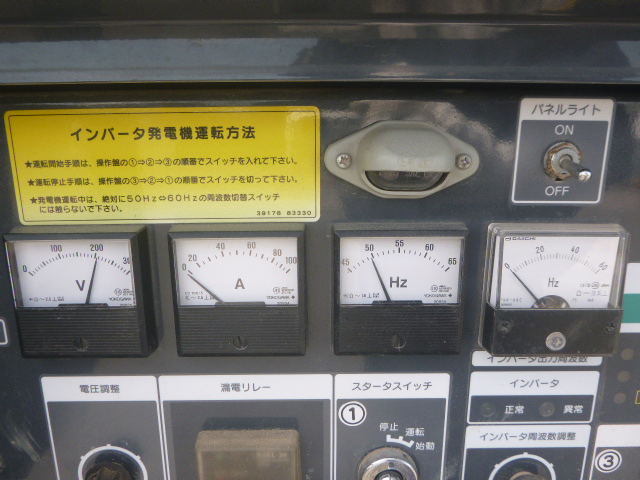 インバータ発電機運転方法
★運転開始手順は、操作盤の①⇒②⇒③の順番でスイッチを入れて下さい。
★運転停止手順は、操作盤の③⇒②⇒①の順番でスイッチを切って下さい。
★発電機運転中は、絶対に50Hz⇔60Hzの周波数切替スイッチ
には触らないで下さい。
39178 63330
パネルライト
ON
OFF
0 100 200 30
V
0 20 40 60 80 100
A
45 50 55 60 65
Hz
YOKOGAWA
DAIICHI
0 20 40 60
Hz
インバータ出力周波数
電圧調整
漏電リレー
スタータスイッチ
①
停止
運転
始動
インバータ
正常
異常
インバータ周波数調整
③